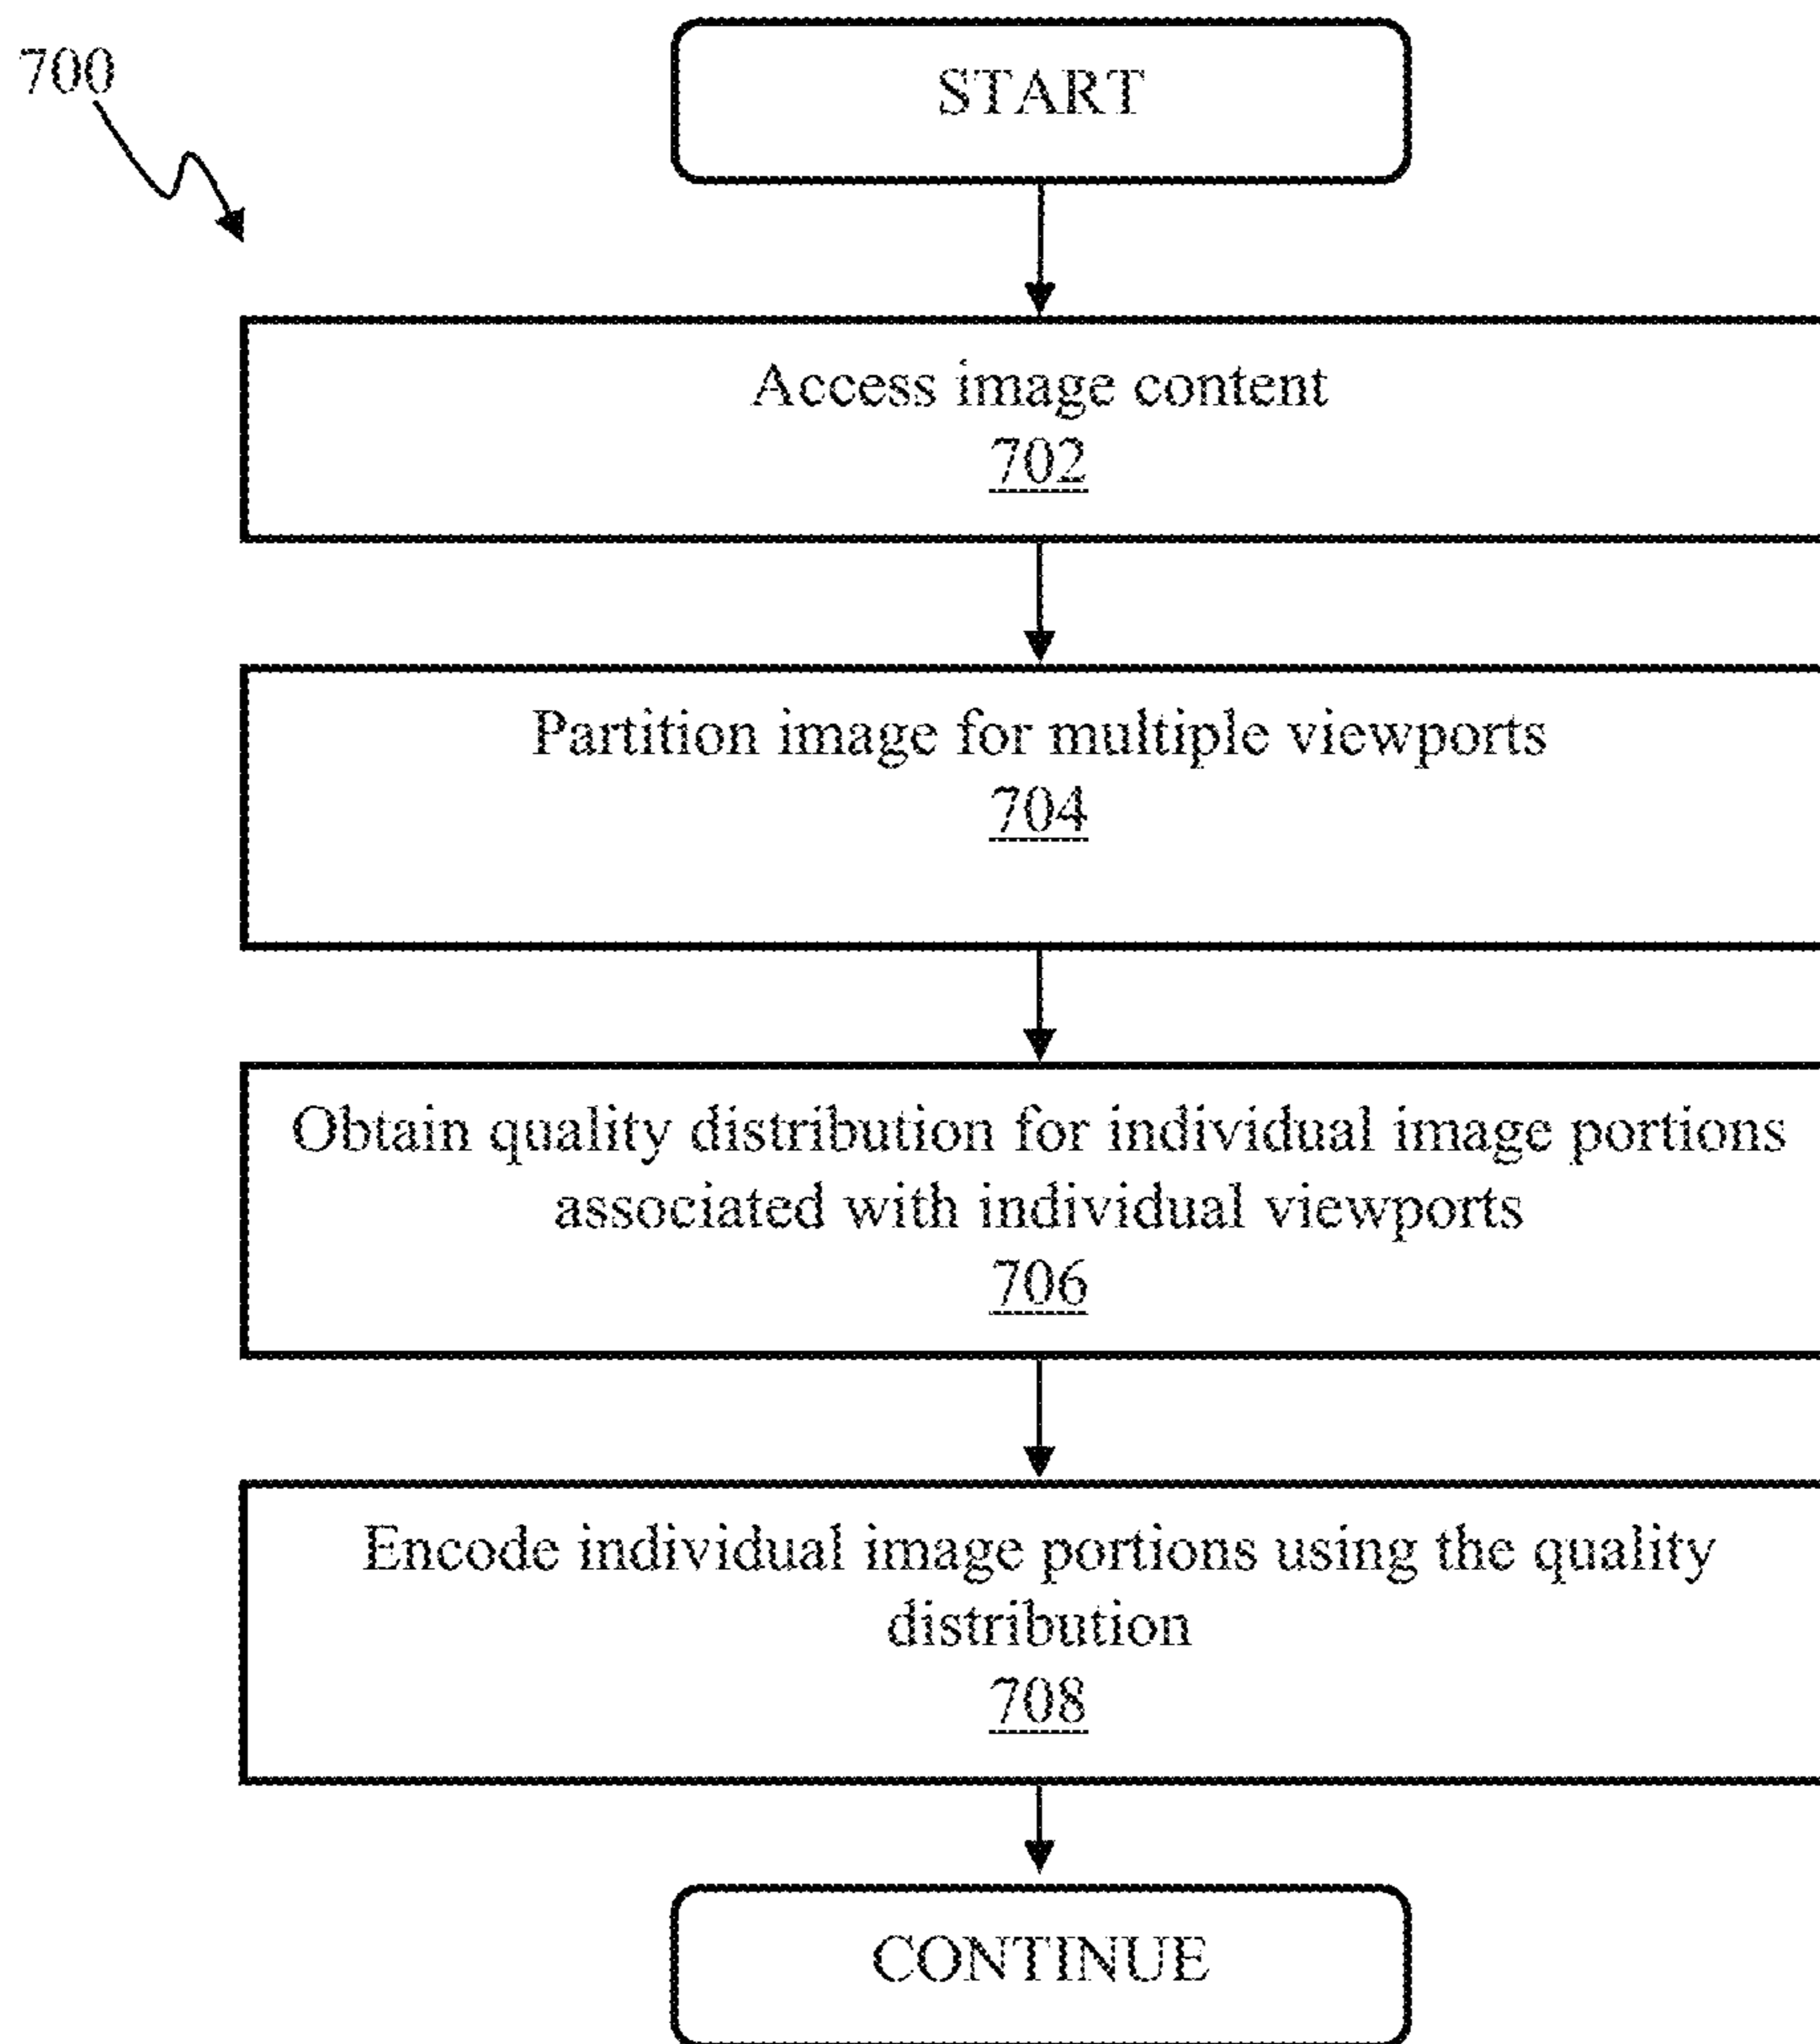 700
START
Access image content
702
Partition image for multiple viewports
704
Obtain quality distribution for individual image portions
associated with individual viewports
706
Encode individual image portions using the quality
distribution
708
CONTINUE